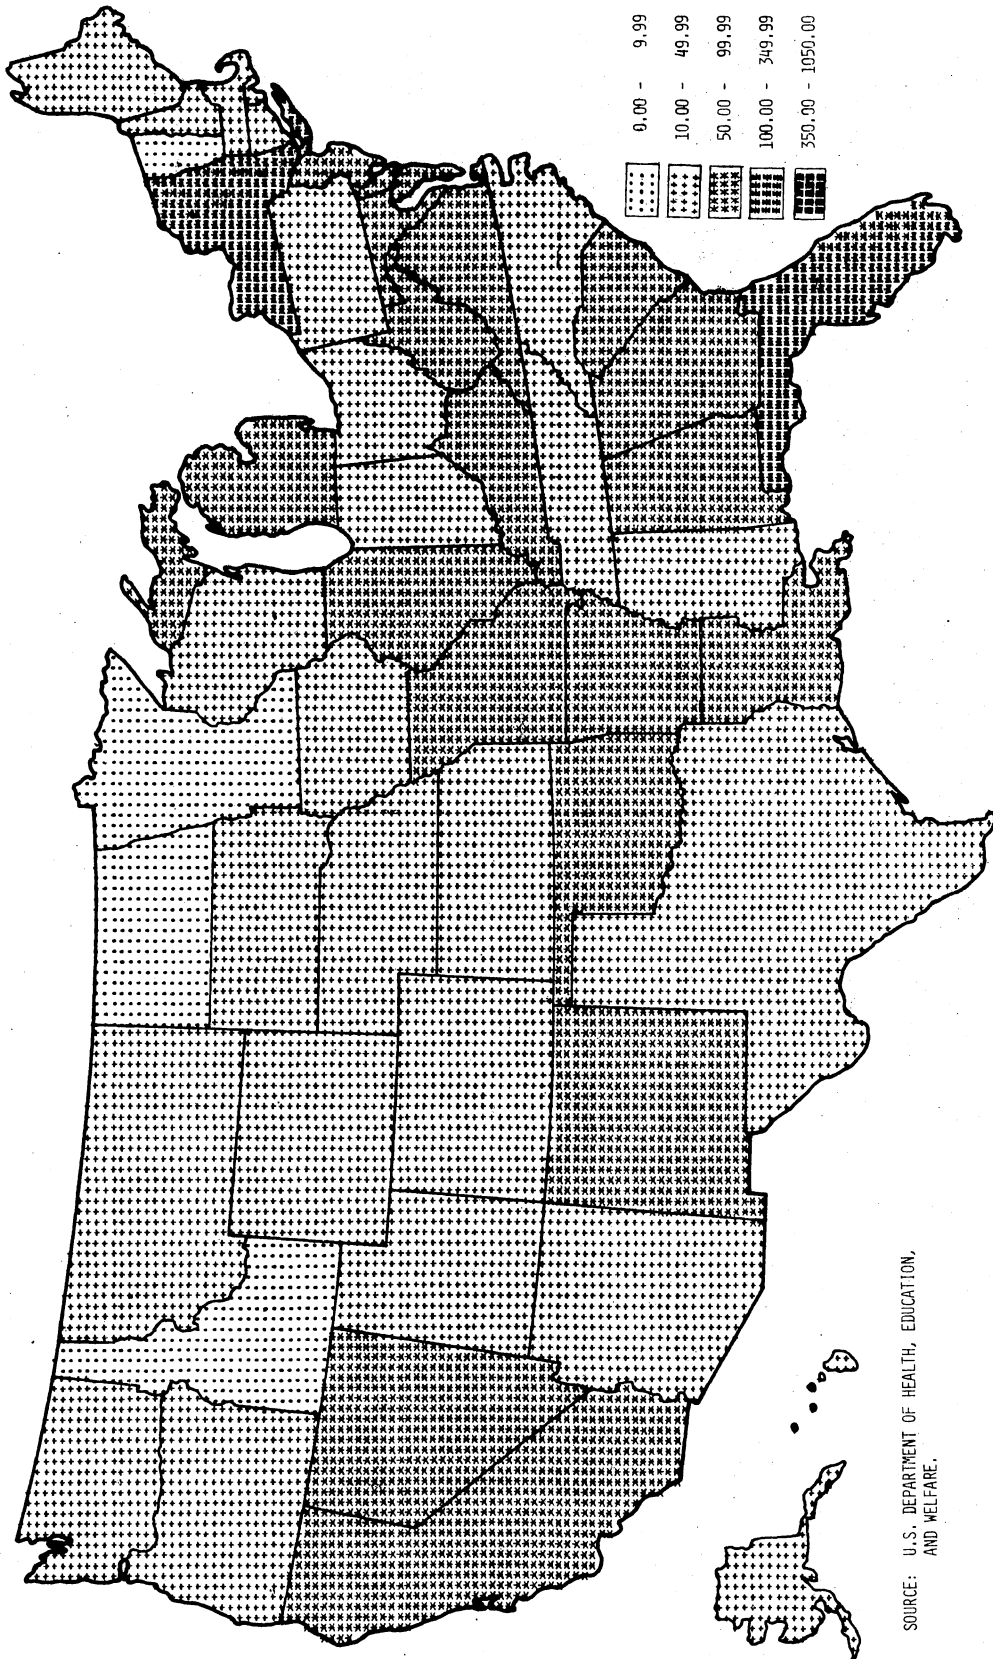 0.00 - 9.99
10.00 - 49.99
50.00 - 99.99
100.00 - 349.99
350.00 - 1050.00
SOURCE: U.S. DEPARTMENT OF HEALTH, EDUCATION,
AND WELFARE.